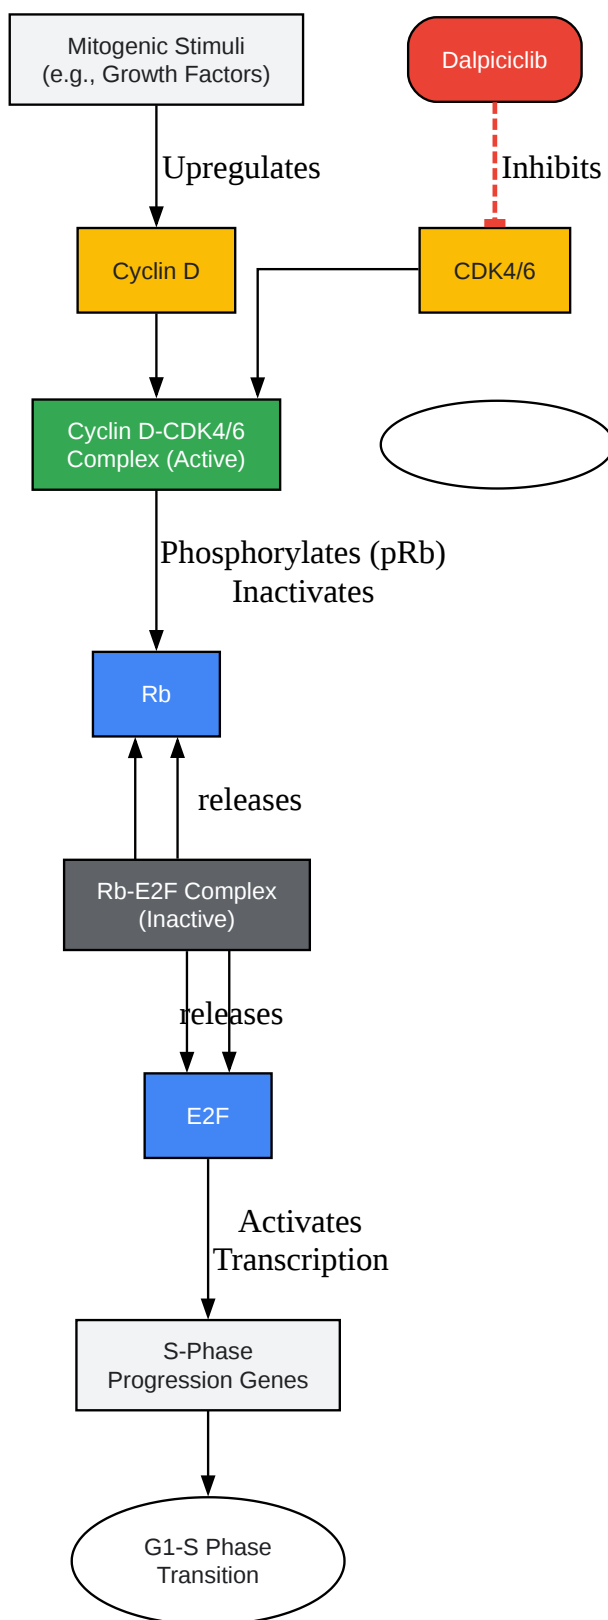 Mitogenic Stimuli
(e.g., Growth Factors)
Dalpiciclib
Upregulates
Inhibits
Cyclin D
CDK4/6
Cyclin D-CDK4/6
Complex (Active)
Phosphorylates (pRb)
Inactivates
Rb
releases
Rb-E2F Complex
(Inactive)
releases
E2F
Activates
Transcription
S-Phase
Progression Genes
G1-S Phase
Transition